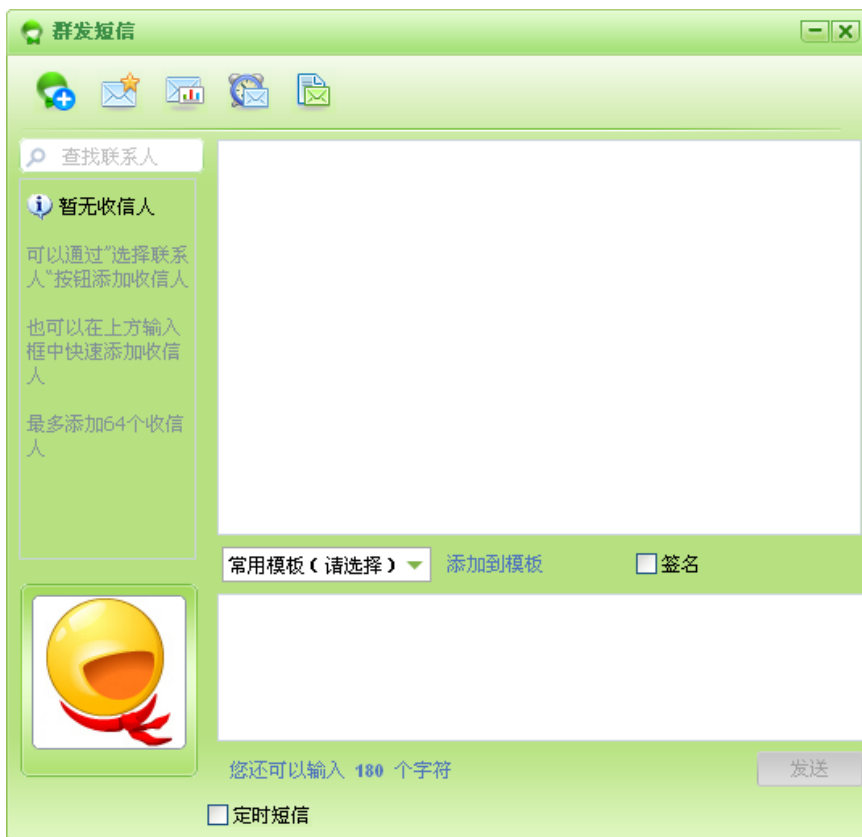 群发短信
查找联系人
暂无收信人
可以通过“选择联系
人”按钮添加收信人
也可以在上方输入
框中快速添加收信
人
最多添加64个收信
人
常用模板（请选择）
添加到模板
签名
您还可以输入 180 个字符
发送
定时短信